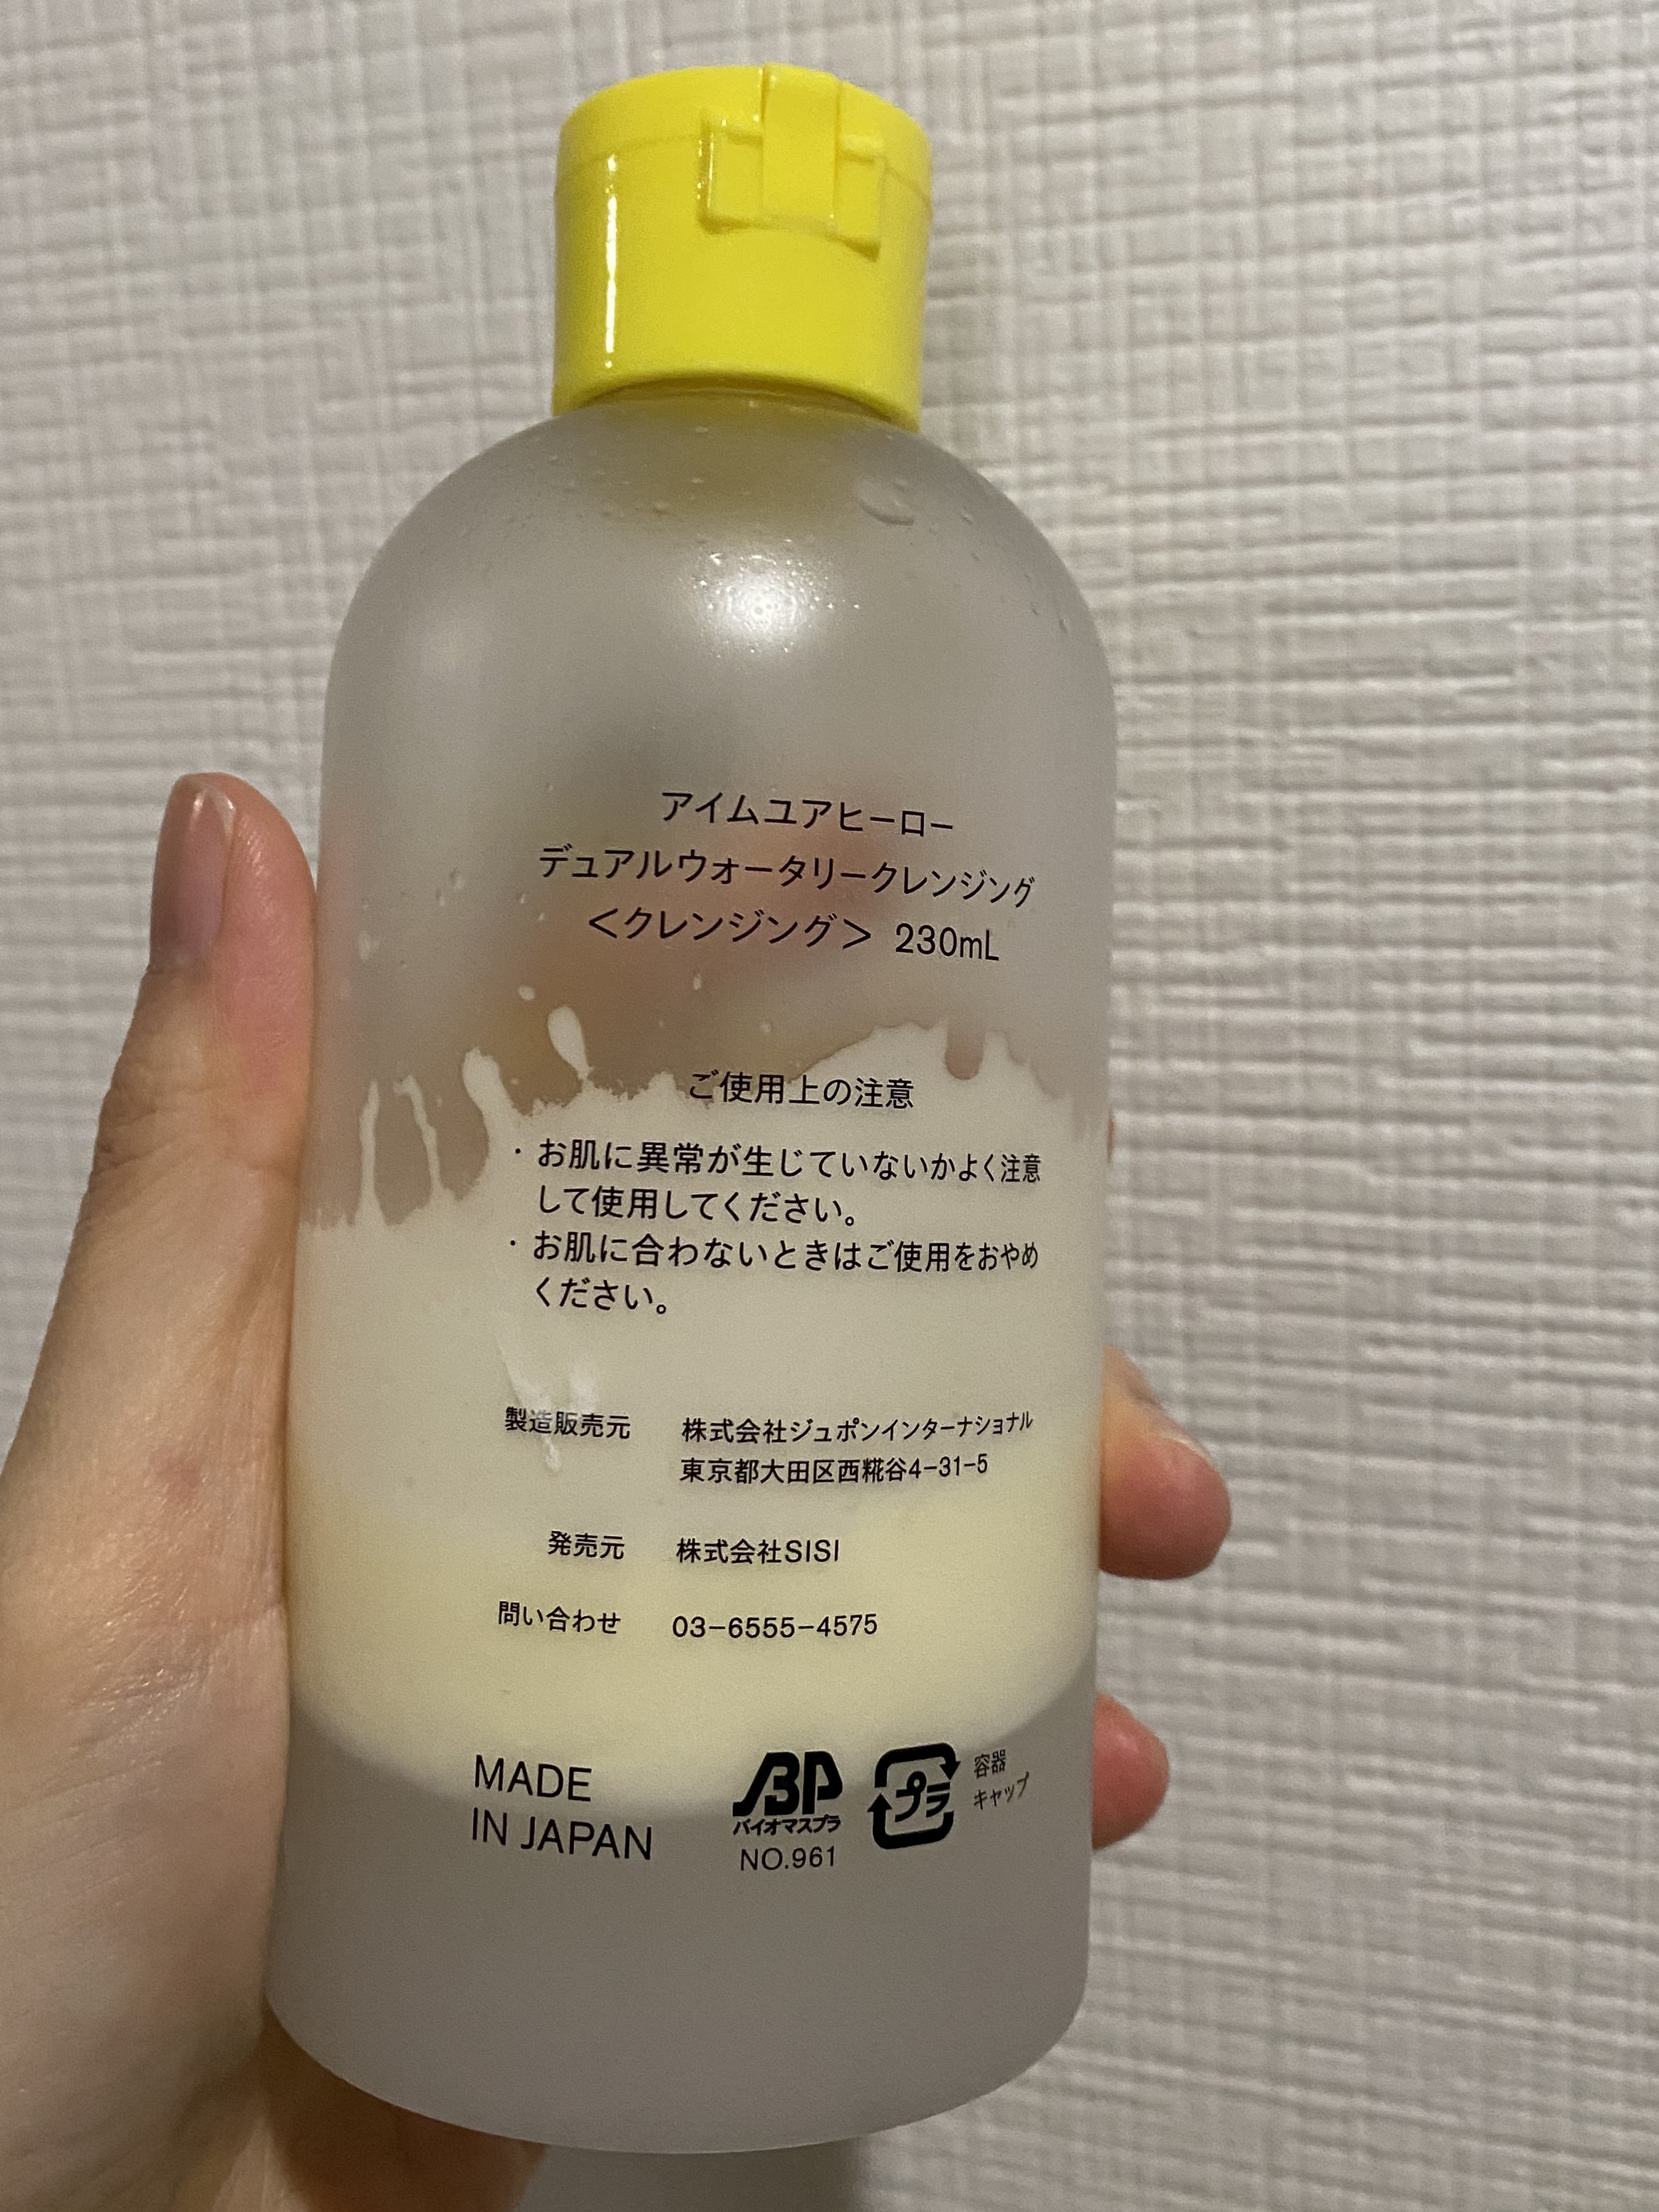 アイムユアヒーロー
デュアルウォータリークレンジング
＜クレンジング＞ 230mL
ご使用上の注意
・お肌に異常が生じていないかよく注意
して使用してください。
・お肌に合わないときはご使用をおやめ
ください。
製造販売元 株式会社ジュポンインターナショナル
東京都大田区西糀谷4-31-5
発売元 株式会社SISI
問い合わせ 03-6555-4575
MADE
IN JAPAN
BP
バイオマスプラ
NO.961
プラ
容器
キャップ